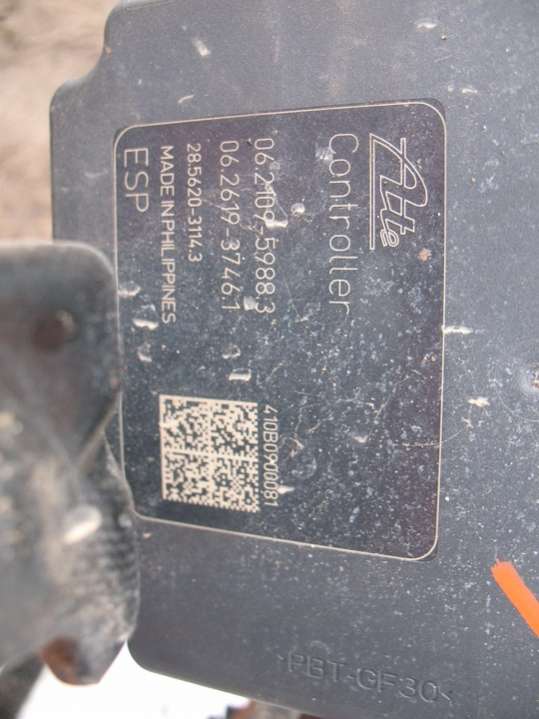 Ate
Controller
06.2109-5988.3
06.2619-3746.1
28.5620-3114.3
MADE IN PHILIPPINES
ESP
410B0900081
>PBT-GF30<